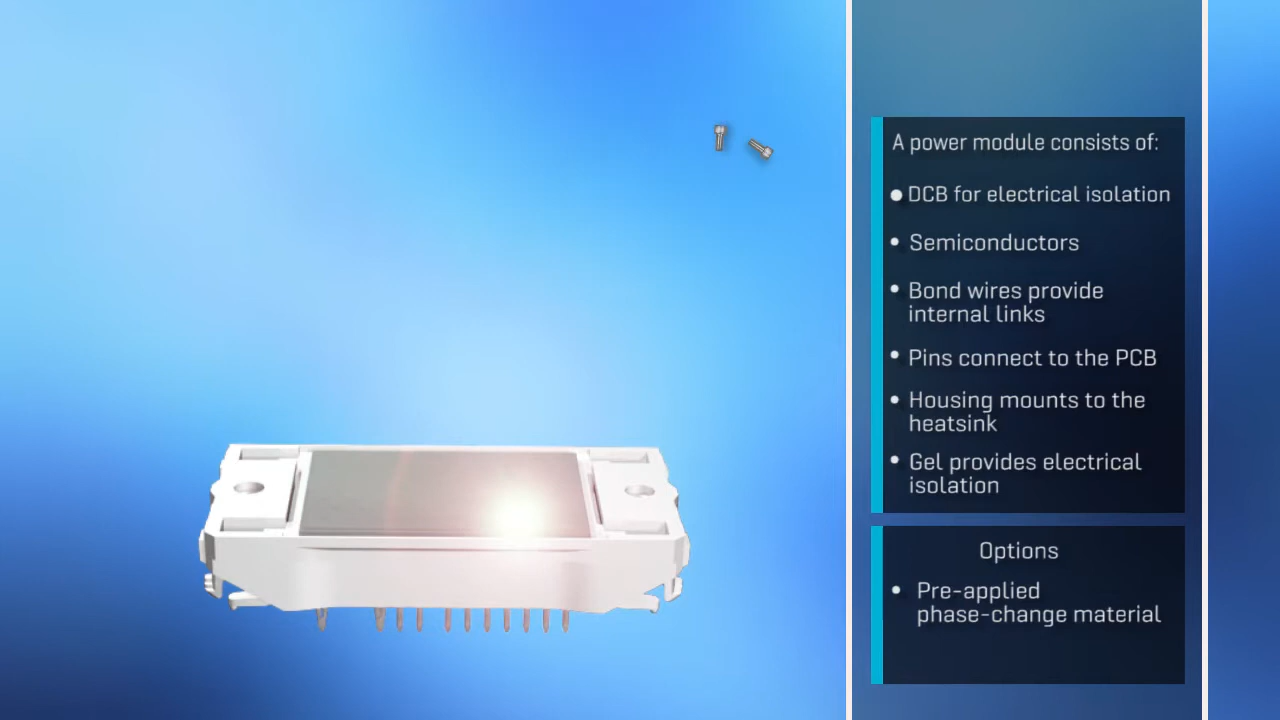 A power module consists of:
● DCB for electrical isolation
• Semiconductors
• Bond wires provide
internal links
• Pins connect to the PCB
• Housing mounts to the
heatsink
• Gel provides electrical
isolation
Options
• Pre-applied
phase-change material